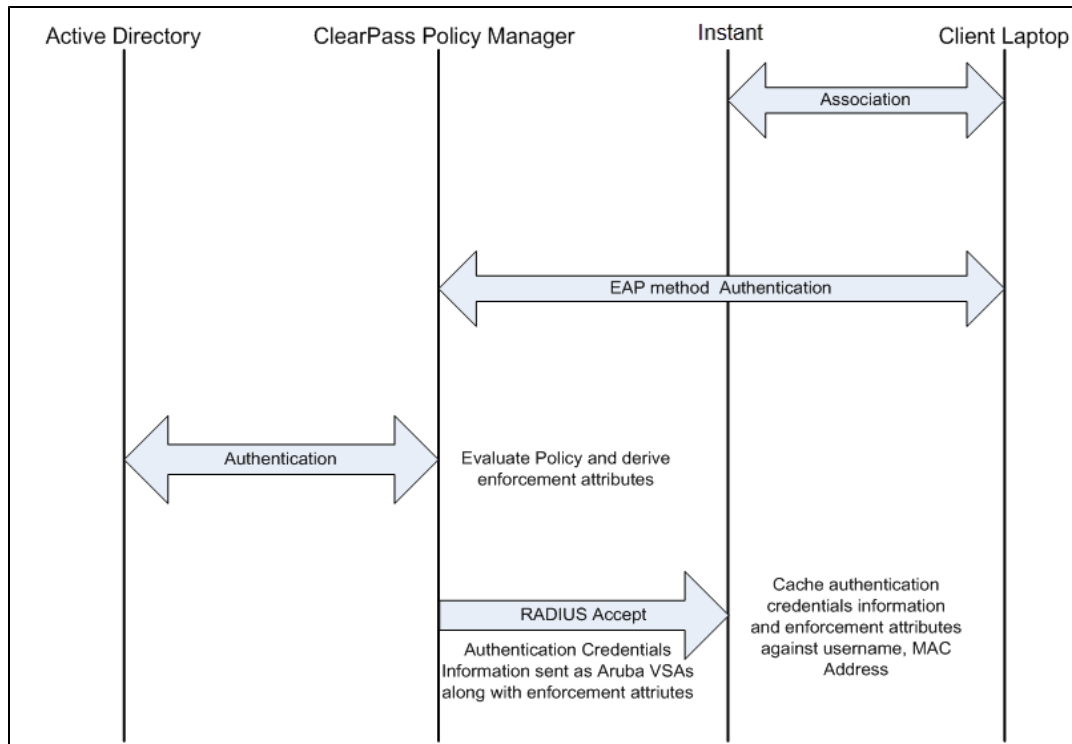 Active Directory
ClearPass Policy Manager
Instant
Client Laptop
Association
EAP method Authentication
Authentication
Evaluate Policy and derive
enforcement attributes
RADIUS Accept
Authentication Credentials
Information sent as Aruba VSAs
along with enforcement attriutes
Cache authentication
credentials information
and enforcement attributes
against username, MAC
Address